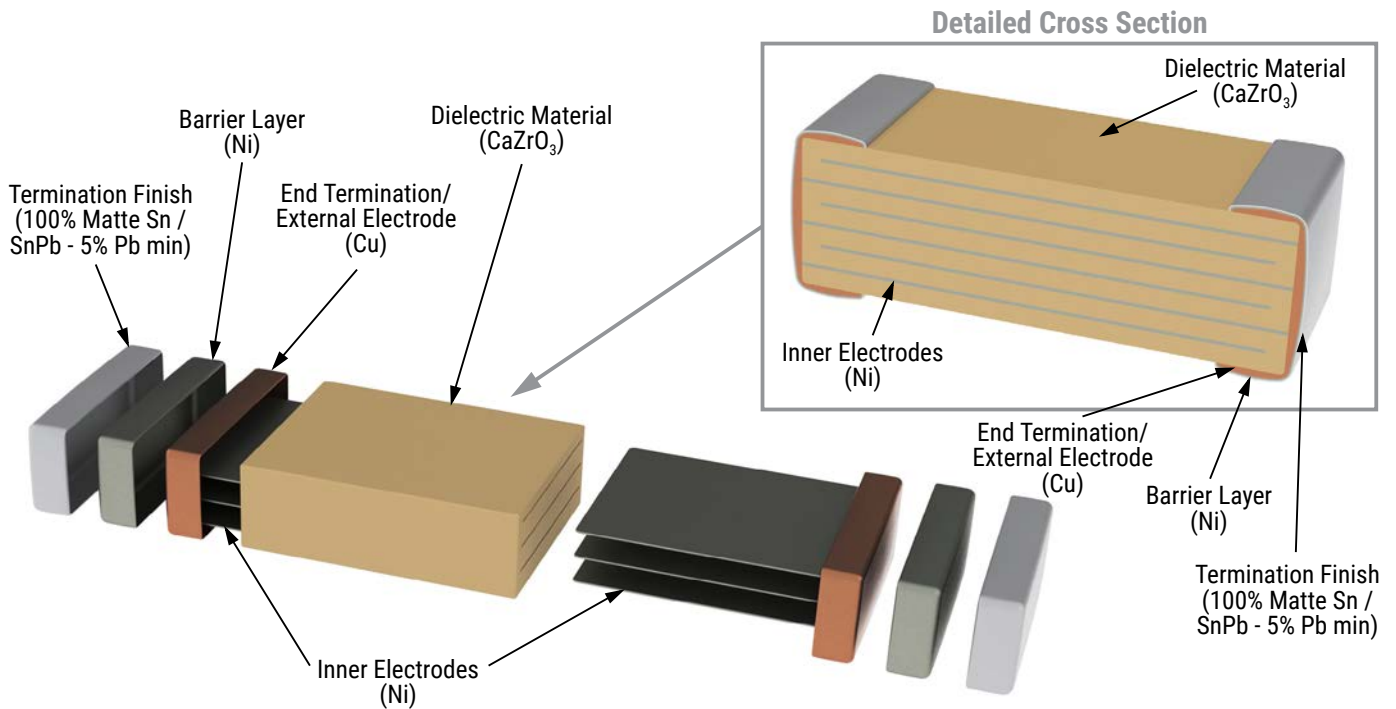 Detailed Cross Section
Dielectric Material
(CaZrO₃)
Inner Electrodes
(Ni)
End Termination/
External Electrode
(Cu)
Barrier Layer
(Ni)
Termination Finish
(100% Matte Sn /
SnPb - 5% Pb min)
Termination Finish
(100% Matte Sn /
SnPb - 5% Pb min)
Barrier Layer
(Ni)
End Termination/
External Electrode
(Cu)
Dielectric Material
(CaZrO₃)
Inner Electrodes
(Ni)